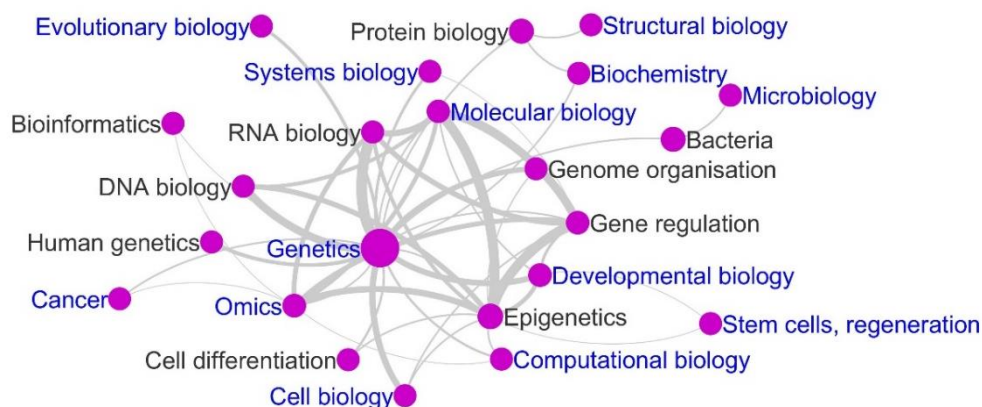 Evolutionary biology
Protein biology
Structural biology
Systems biology
Biochemistry
Microbiology
Molecular biology
Bioinformatics
RNA biology
Bacteria
Genome organisation
DNA biology
Gene regulation
Human genetics
Genetics
Developmental biology
Cancer
Omics
Epigenetics
Stem cells, regeneration
Cell differentiation
Computational biology
Cell biology